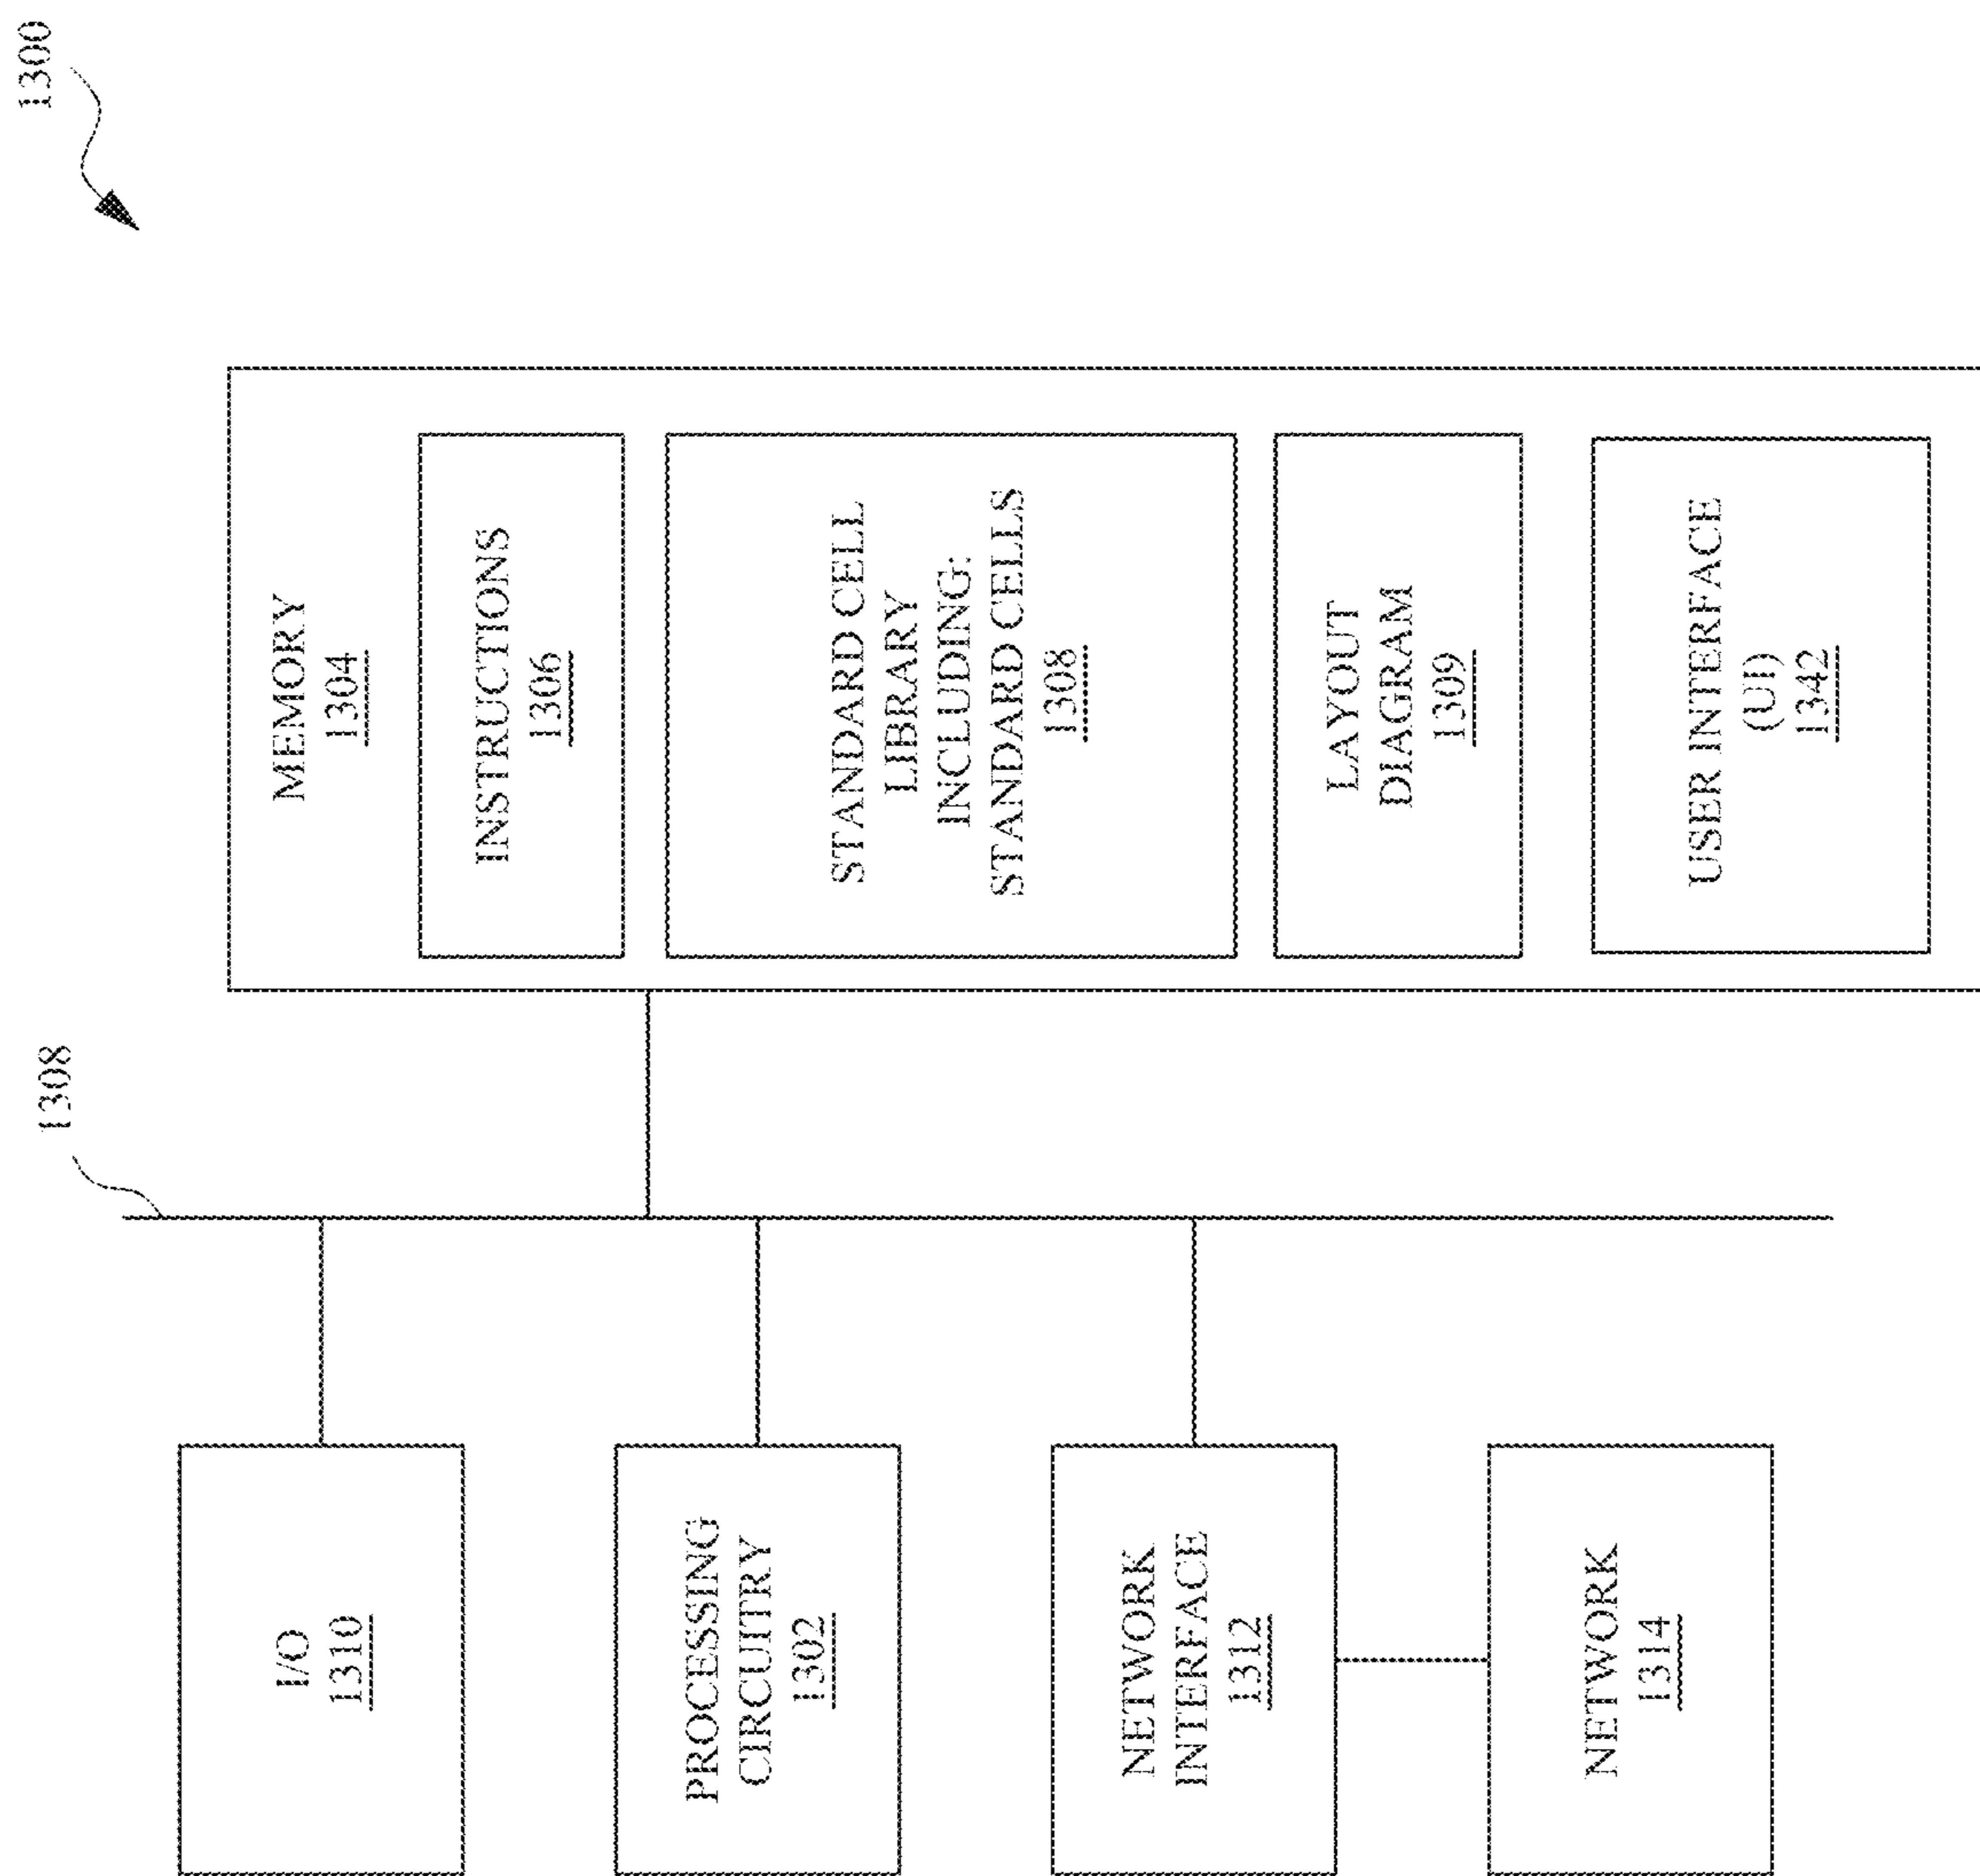 1300
1308
I/O
1310
PROCESSING
CIRCUITRY
1302
NETWORK
INTERFACE
1312
NETWORK
1314
MEMORY
1304
INSTRUCTIONS
1306
STANDARD CELL
LIBRARY
INCLUDING:
STANDARD CELLS
1308
LAYOUT
DIAGRAM
1309
USER INTERFACE
(UI)
1342